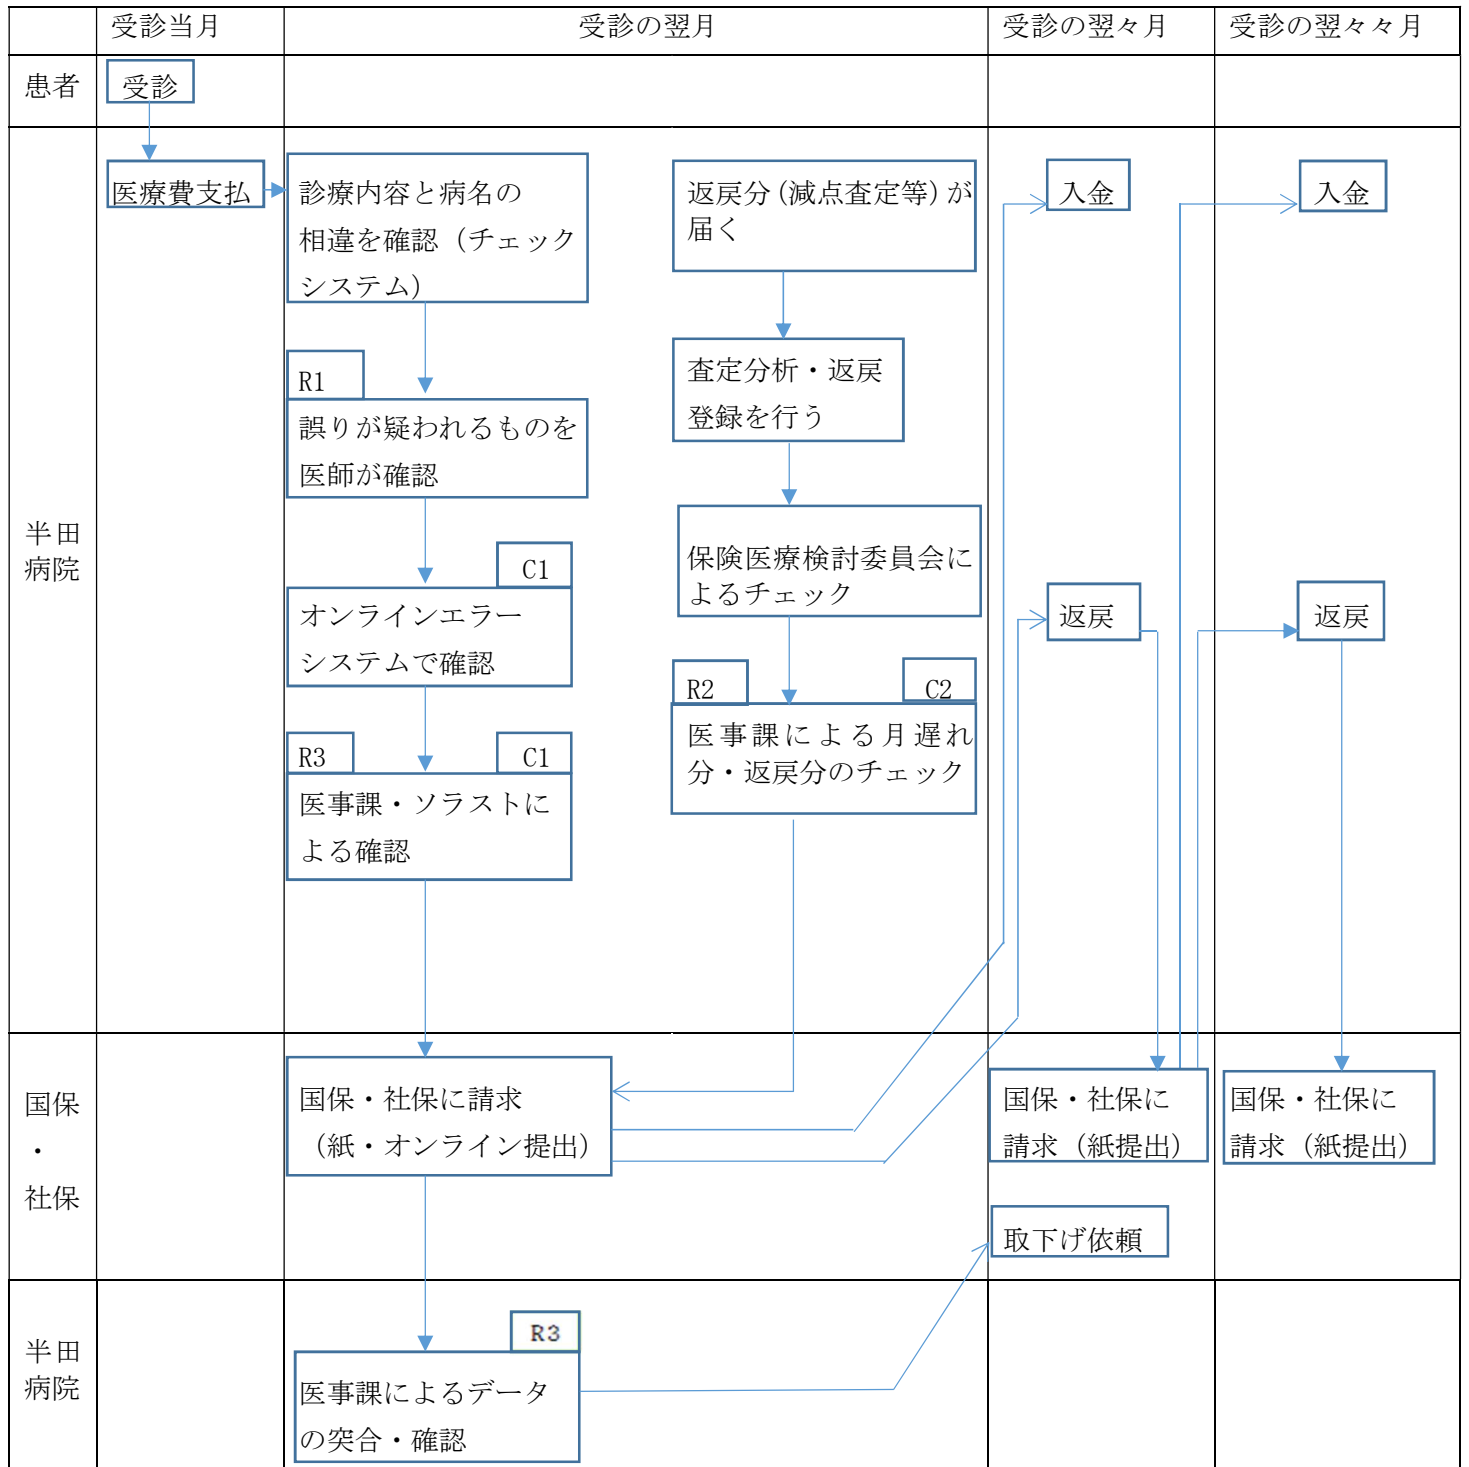 受診当月
受診の翌月
受診の翌々月
受診の翌々々月
患者
受診
半田
病院
医療費支払
診療内容と病名の
相違を確認（チェック
システム）
R1
誤りが疑われるものを
医師が確認
C1
オンラインエラー
システムで確認
R3
C1
医事課・ソラストに
よる確認
返戻分(減点査定等)が
届く
査定分析・返戻
登録を行う
保険医療検討委員会に
よるチェック
R2
C2
医事課による月遅れ
分・返戻分のチェック
入金
返戻
入金
返戻
国保
・
社保
国保・社保に請求
（紙・オンライン提出）
国保・社保に
請求（紙提出）
取下げ依頼
国保・社保に
請求（紙提出）
半田
病院
R3
医事課によるデータ
の突合・確認